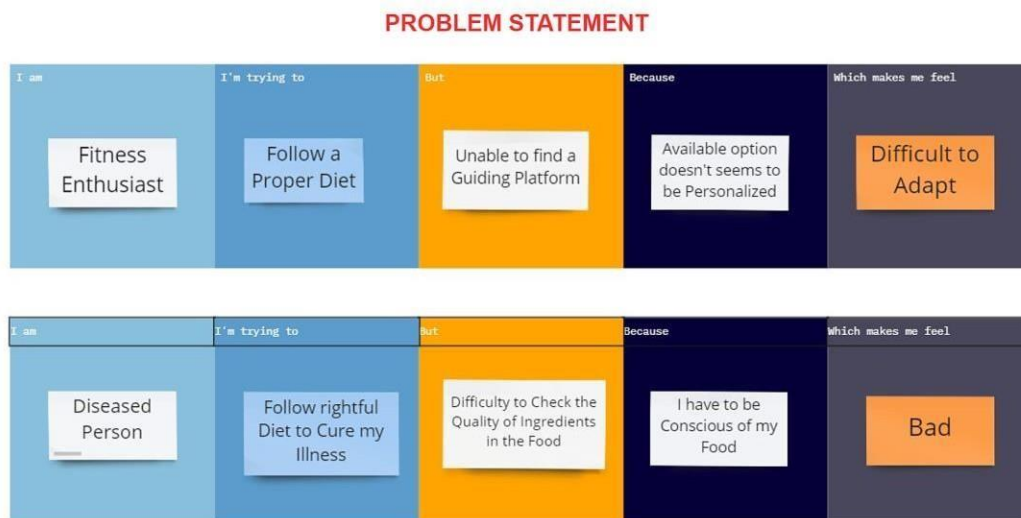 PROBLEM STATEMENT
I am
I'm trying to
But
Because
Which makes me feel
Fitness
Enthusiast
Follow a
Proper Diet
Unable to find a
Guiding Platform
Available option
doesn't seems to
be Personalized
Difficult to
Adapt
I am
I'm trying to
But
Because
Which makes me feel
Diseased
Person
Follow rightful
Diet to Cure my
Illness
Difficulty to Check the
Quality of Ingredients
in the Food
I have to be
Conscious of my
Food
Bad